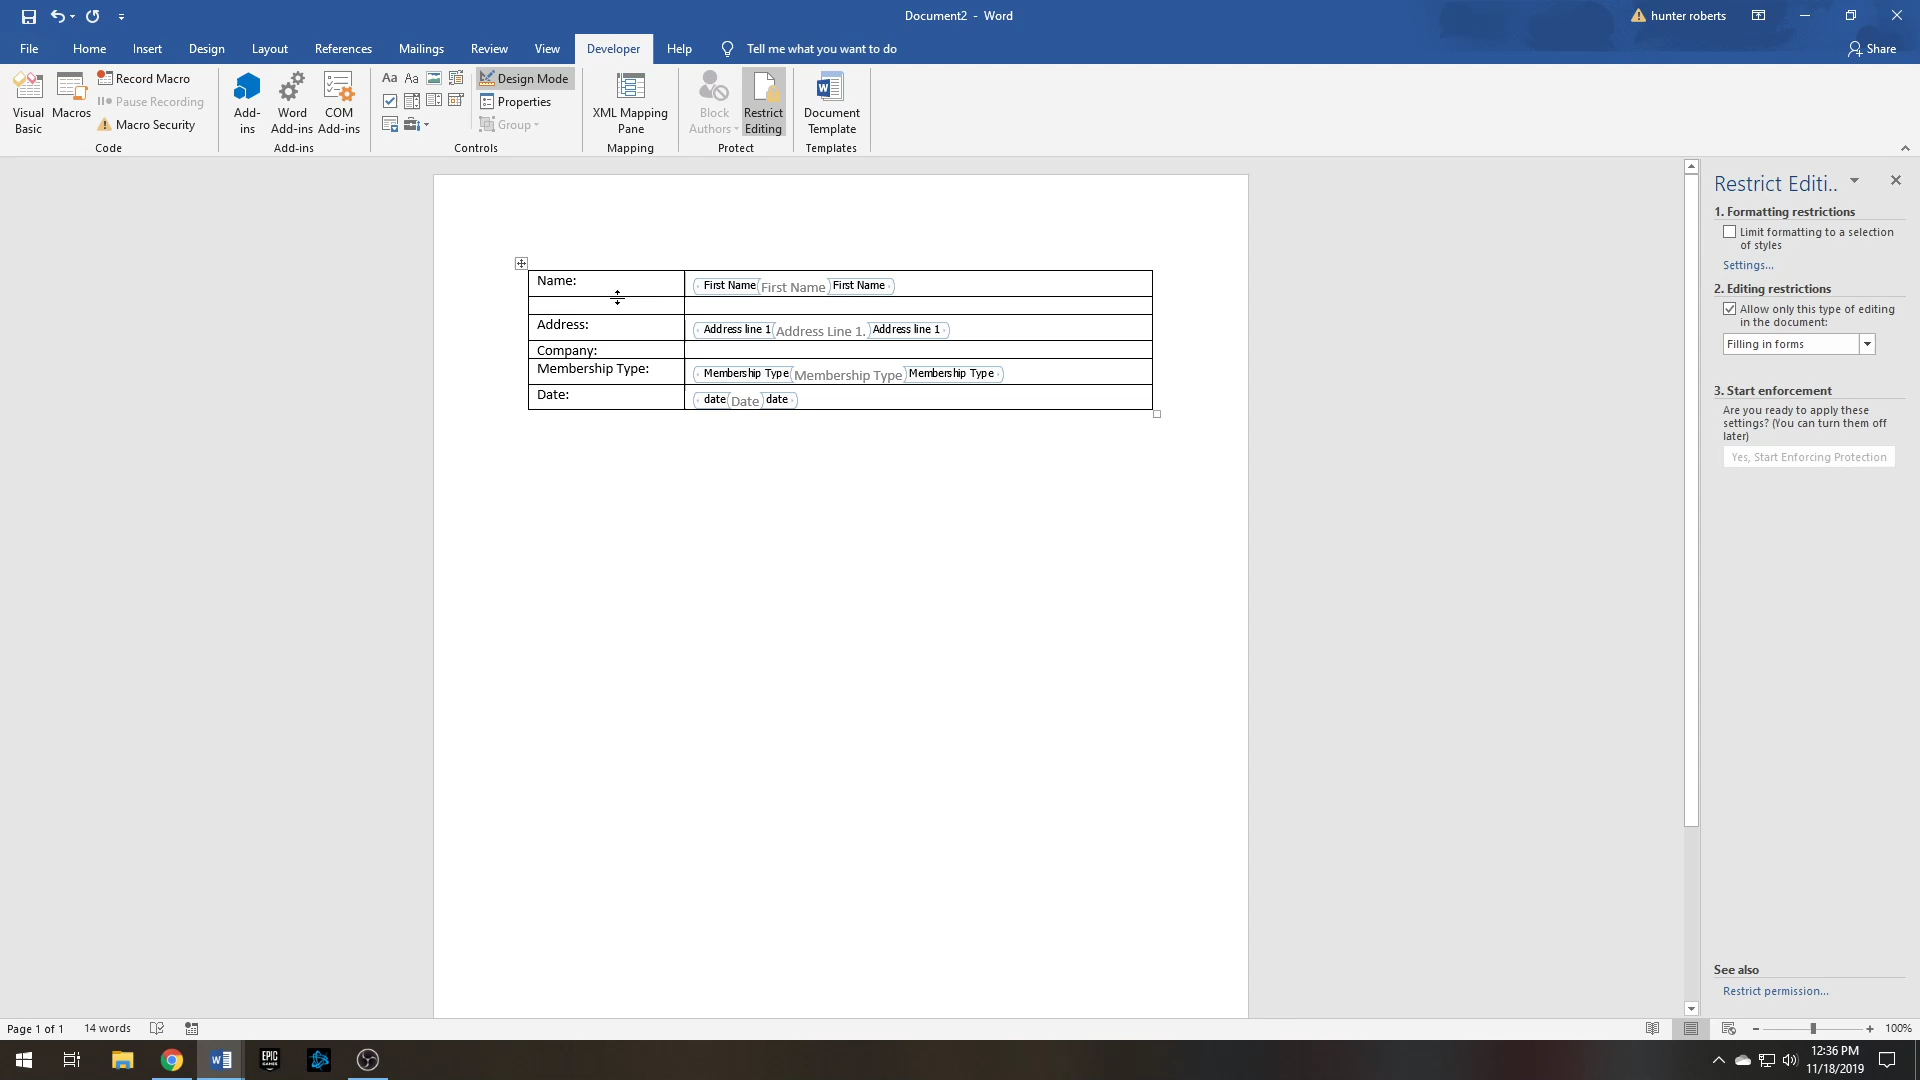 Document2 - Word
hunter roberts
File Home Insert Design Layout References Mailings Review View Developer Help Tell me what you want to do
Share
Visual Basic
Macros
Record Macro
Pause Recording
Macro Security
Code
Add-ins
Word Add-ins
COM Add-ins
Add-ins
Aa Aa
Design Mode
Properties
Group
Controls
XML Mapping Pane
Mapping
Block Authors
Restrict Editing
Protect
Document Template
Templates
Name: First Name First Name First Name
Address: Address line 1 Address Line 1. Address line 1
Company:
Membership Type: Membership Type Membership Type Membership Type
Date: date Date date
Restrict Editi..
1. Formatting restrictions
Limit formatting to a selection
of styles
Settings...
2. Editing restrictions
Allow only this type of editing
in the document:
Filling in forms
3. Start enforcement
Are you ready to apply these
settings? (You can turn them off
later)
Yes, Start Enforcing Protection
See also
Restrict permission...
Page 1 of 1 14 words
100%
EPIC GAMES
12:36 PM
11/18/2019